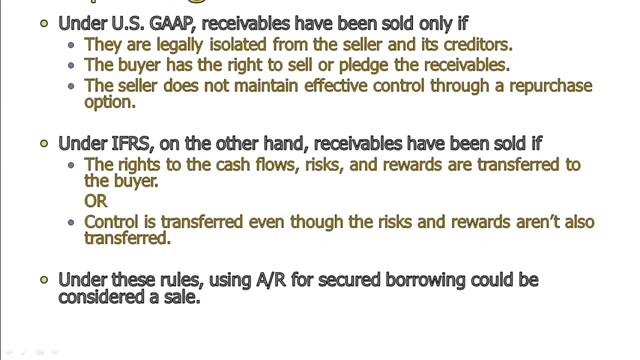 Under U.S. GAAP, receivables have been sold only if
They are legally isolated from the seller and its creditors.
The buyer has the right to sell or pledge the receivables.
The seller does not maintain effective control through a repurchase
option.
Under IFRS, on the other hand, receivables have been sold if
The rights to the cash flows, risks, and rewards are transferred to
the buyer.
OR
Control is transferred even though the risks and rewards aren't also
transferred.
Under these rules, using A/R for secured borrowing could be
considered a sale.